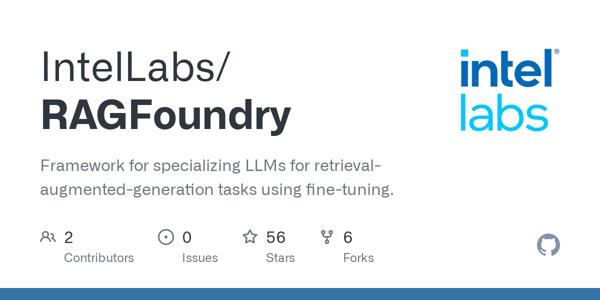 IntelLabs/
RAGFoundry
intel®
labs
Framework for specializing LLMs for retrieval-
augmented-generation tasks using fine-tuning.
2
Contributors
0
Issues
56
Stars
6
Forks